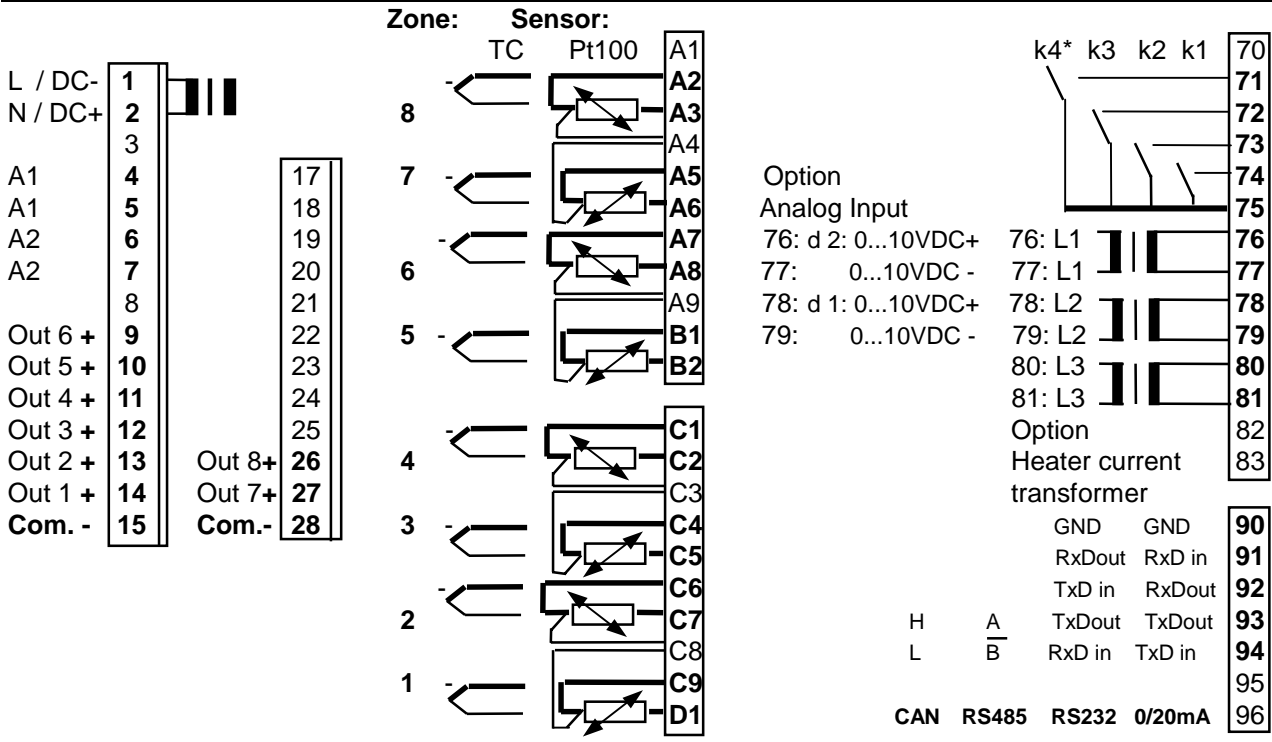 Zone: Sensor:
TC Pt100
L / DC- 1
N / DC+ 2
3
A1 4
A1 5
A2 6
A2 7
8
Out 6 + 9
Out 5 + 10
Out 4 + 11
Out 3 + 12
Out 2 + 13
Out 1 + 14
Com. - 15
17
18
19
20
21
22
23
24
25
Out 8+ 26
Out 7+ 27
Com.- 28
A1
- A2
8 A3
A4
7 - A5
A6
- A7
6 A8
A9
5 - B1
B2
- C1
4 C2
C3
3 - C4
C5
- C6
2 C7
C8
1 - C9
D1
k4* k3 k2 k1 70
71
72
73
74
75
Option
Analog Input
76: d 2: 0...10VDC+
77: 0...10VDC -
78: d 1: 0...10VDC+
79: 0...10VDC -
76: L1 76
77: L1 77
78: L2 78
79: L2 79
80: L3 80
81: L3 81
Option 82
Heater current 83
transformer
GND GND 90
RxDout RxD in 91
TxD in RxDout 92
H A TxDout TxDout 93
L B RxD in TxD in 94
95
CAN RS485 RS232 0/20mA 96